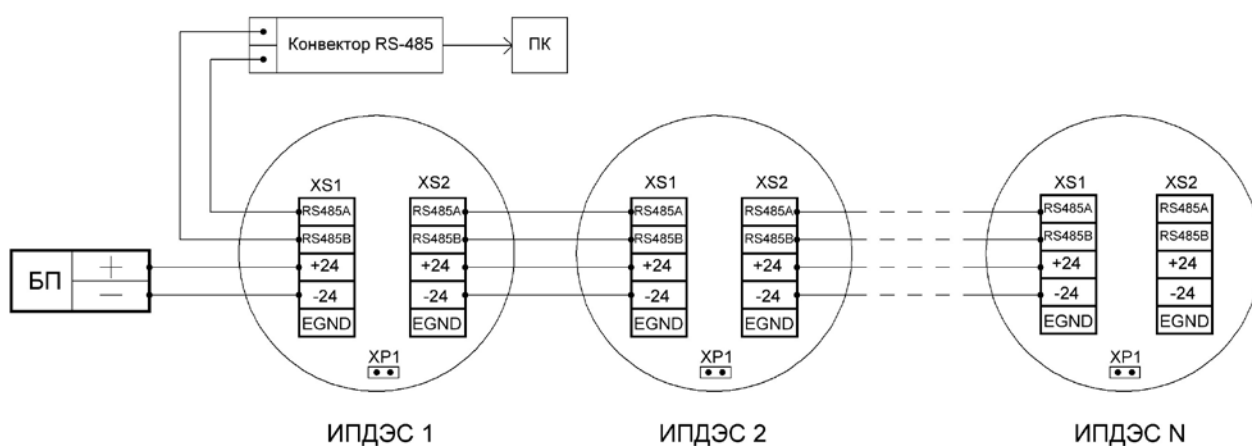 Конвектор RS-485
ПК
XS1 XS2
RS485A RS485A
RS485B RS485B
+24 +24
-24 -24
EGND EGND
XP1
XS1 XS2
RS485A RS485A
RS485B RS485B
+24 +24
-24 -24
EGND EGND
XP1
XS1 XS2
RS485A RS485A
RS485B RS485B
+24 +24
-24 -24
EGND EGND
XP1
БП + −
ИПДЭС 1
ИПДЭС 2
ИПДЭС N